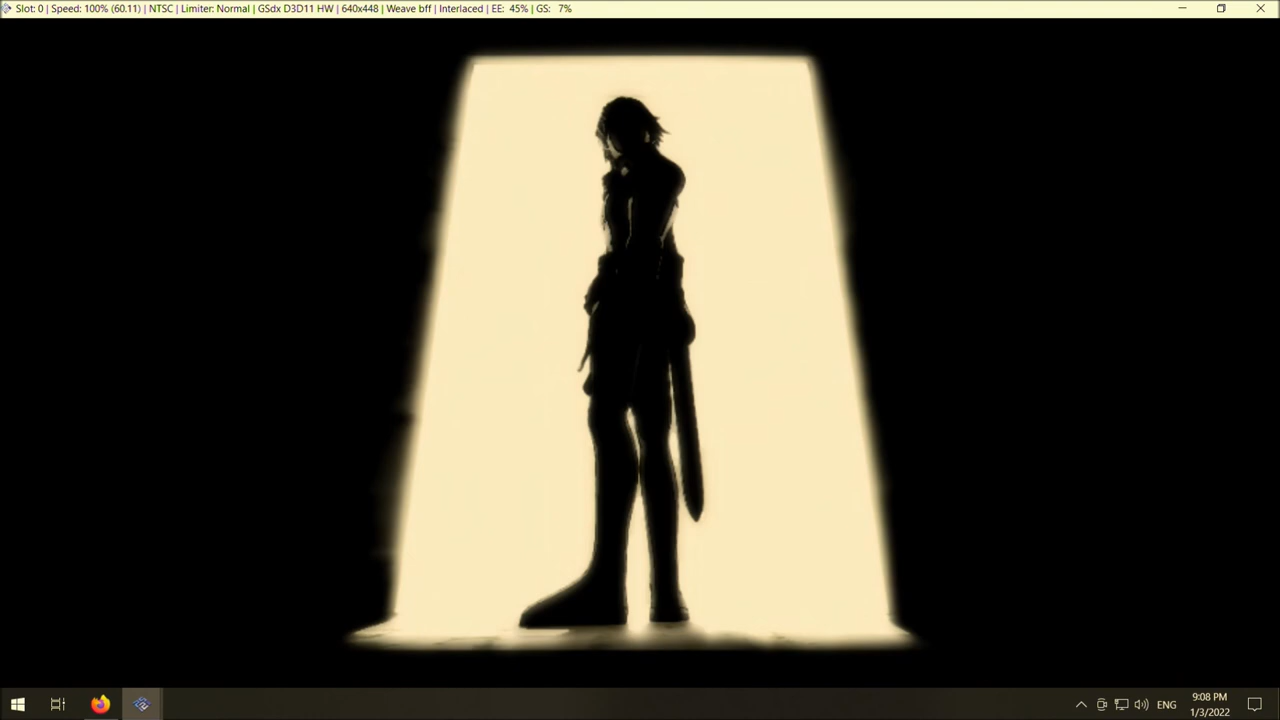 Slot: 0 | Speed: 100% (60.11) | NTSC | Limiter: Normal | GSdx D3D11 HW | 640x448 | Weave bff | Interlaced | EE: 45% | GS: 7%
ENG
9:08 PM
1/3/2022